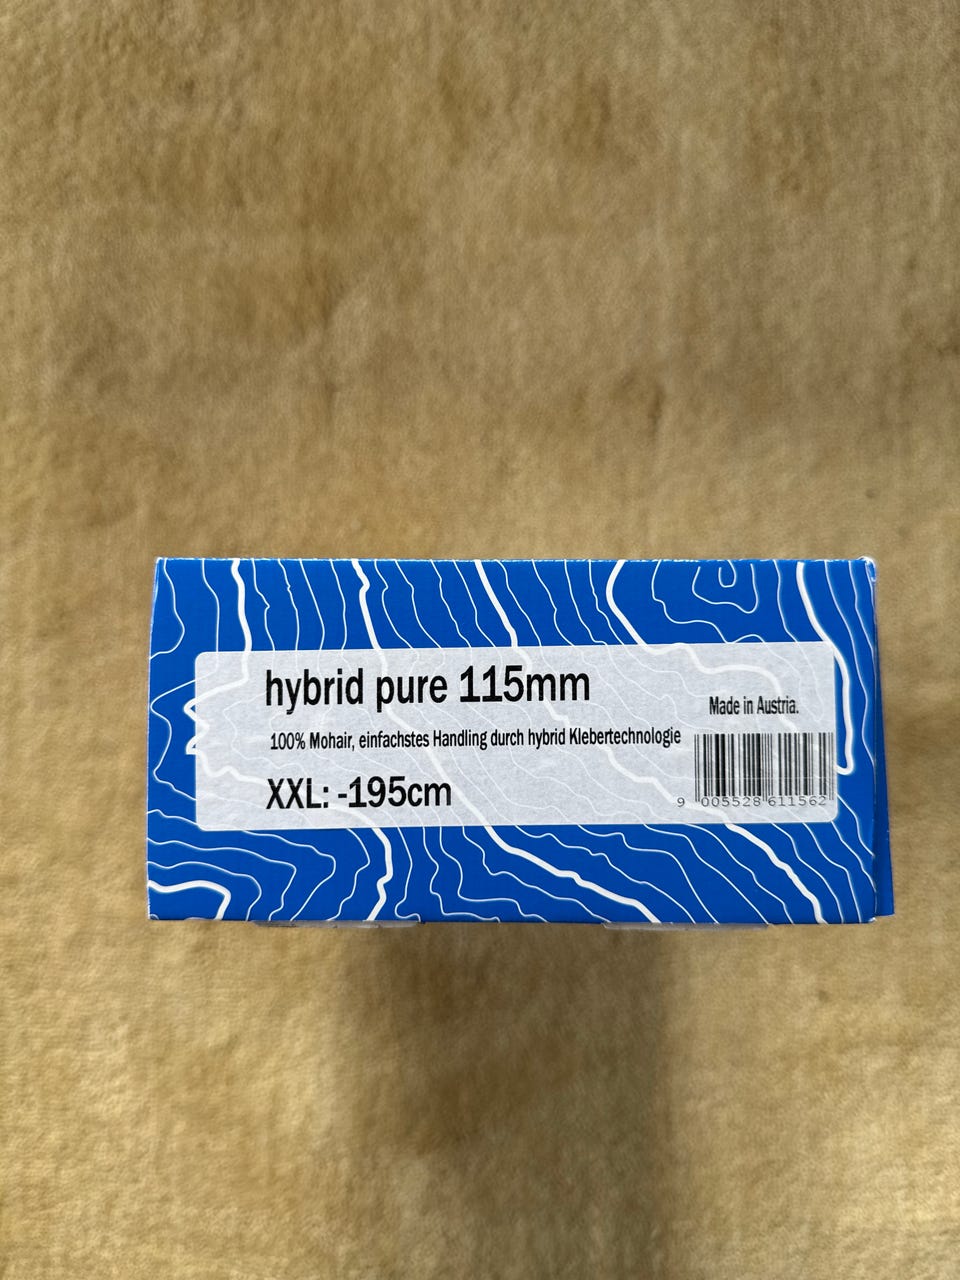 hybrid pure 115mm
Made in Austria.
100% Mohair, einfachstes Handling durch hybrid Klebertechnologie
XXL: -195cm
9 005528 611562